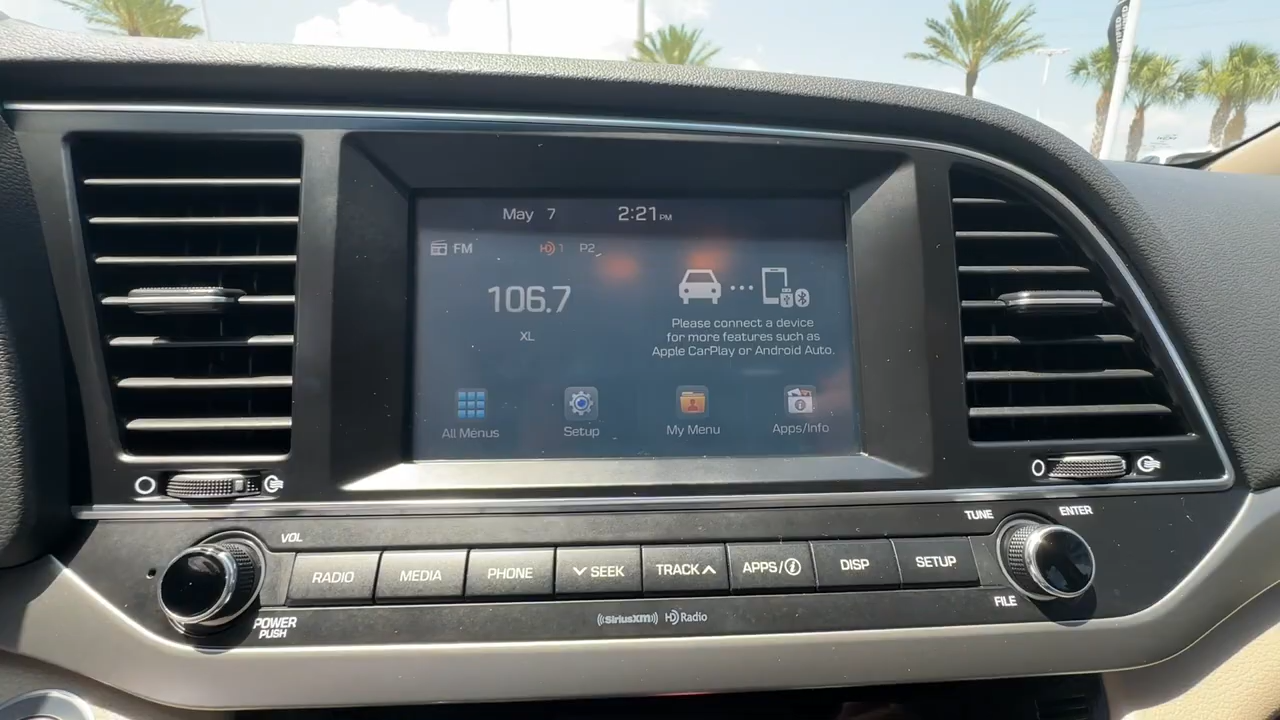 May 7 2:21 PM
FM HD 1 P2
106.7
XL
Please connect a device
for more features such as
Apple CarPlay or Android Auto.
All Menus Setup My Menu Apps/Info
VOL
TUNE ENTER
RADIO MEDIA PHONE SEEK TRACK APPS/i DISP SETUP
FILE
POWER
PUSH
((SiriusXM)) HD Radio